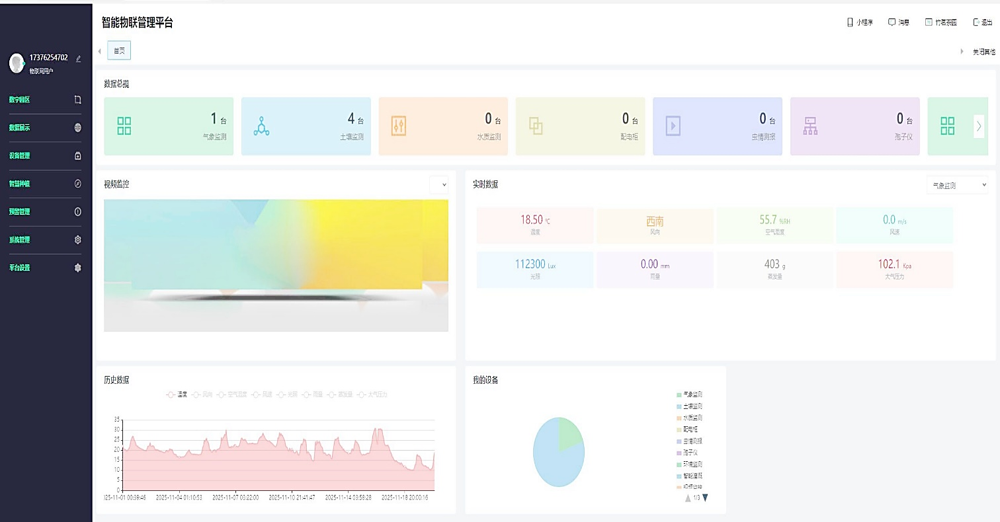 智能物联管理平台
小程序
消息
竹茗茶园
退出
首页
关闭其他
17376254702
物联网用户
数字园区
数据展示
设备管理
智慧种植
预警管理
系统管理
平台设置
数据总揽
1 台
气象监测
4 台
土壤监测
0 台
水质监测
0 台
配电柜
0 台
虫情测报
0 台
孢子仪
视频监控
实时数据
气象监测
18.50 ℃
温度
西南
风向
55.7 %RH
空气湿度
0.0 m/s
风速
112300 Lux
光照
0.00 mm
雨量
403 g
蒸发量
102.1 Kpa
大气压力
历史数据
温度 风向 空气湿度 风速 光照 雨量 蒸发量 大气压力
35
30
25
20
15
10
5
0
025-11-01 00:39:46 2025-11-04 01:10:53 2025-11-07 03:22:00 2025-11-10 21:41:47 2025-11-14 03:58:28 2025-11-18 20:00:16
我的设备
气象监测
土壤监测
水质监测
配电柜
虫情测报
孢子仪
环境监测
智能灌溉
1/3